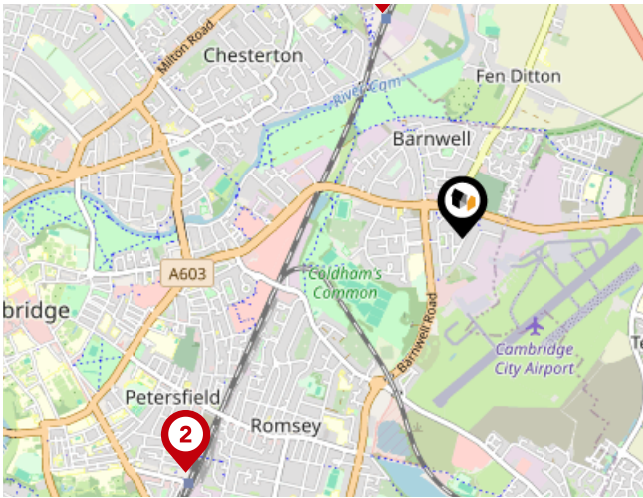 Milton Road
Chesterton
Fen Ditton
River Cam
Barnwell
A603
Coldham's
Common
bridge
Barnwell Road
Cambridge
City Airport
Te
Petersfield
2
Romsey